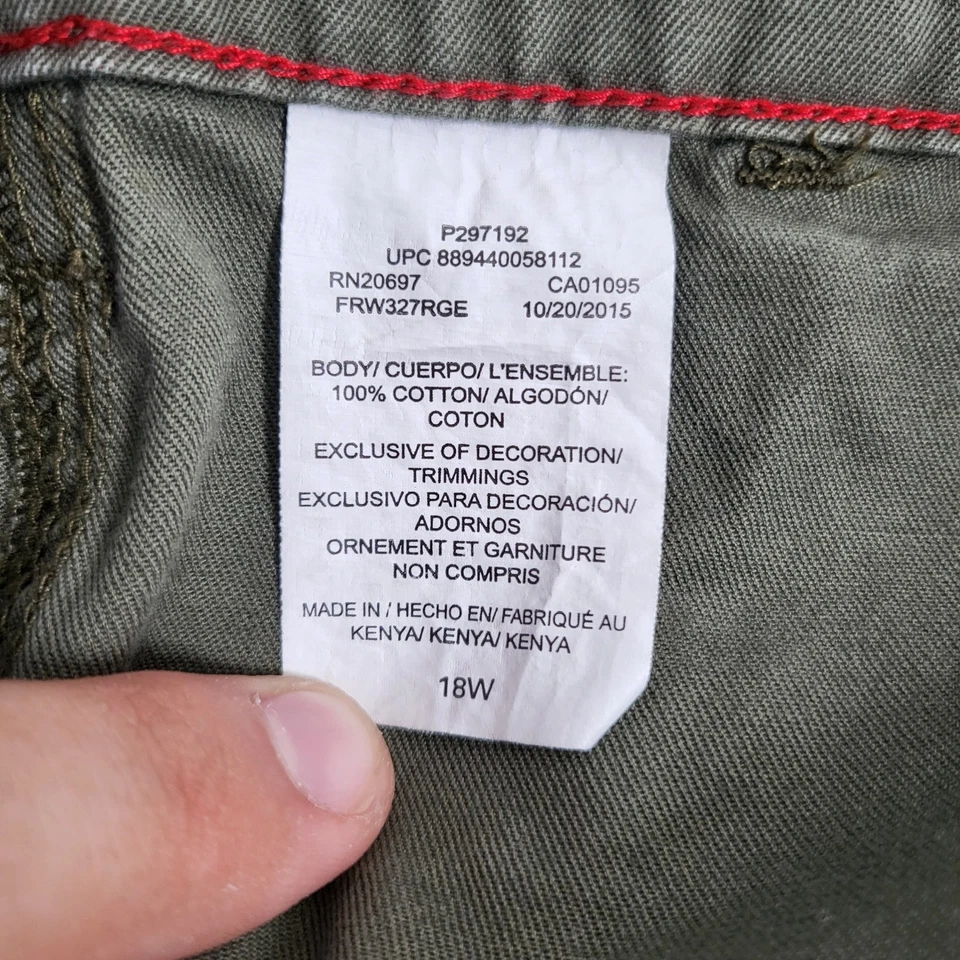 P297192
UPC 889440058112
RN20697 CA01095
FRW327RGE 10/20/2015
BODY/ CUERPO/ L'ENSEMBLE:
100% COTTON/ ALGODÓN/
COTON
EXCLUSIVE OF DECORATION/
TRIMMINGS
EXCLUSIVO PARA DECORACIÓN/
ADORNOS
ORNEMENT ET GARNITURE
NON COMPRIS
MADE IN / HECHO EN/ FABRIQUÉ AU
KENYA/ KENYA/ KENYA
18W